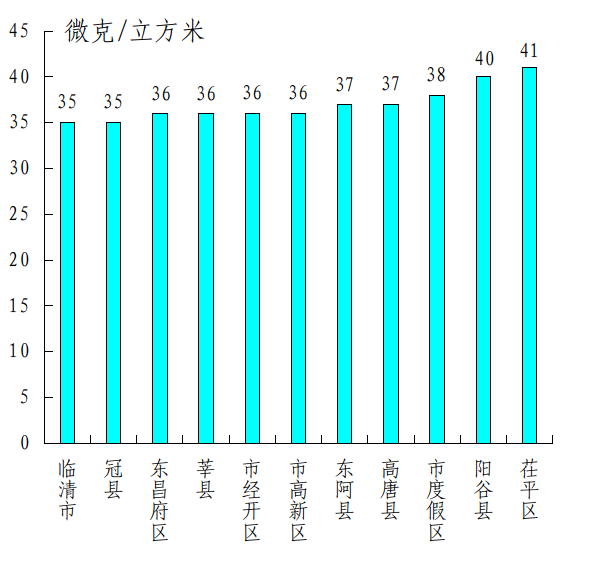 微克/立方米
45
40
35
30
25
20
15
10
5
0
35
35
36
36
36
36
37
37
38
40
41
临清市
冠县
东昌府区
莘县
市经开区
市高新区
东阿县
高唐县
市度假区
阳谷县
茌平区